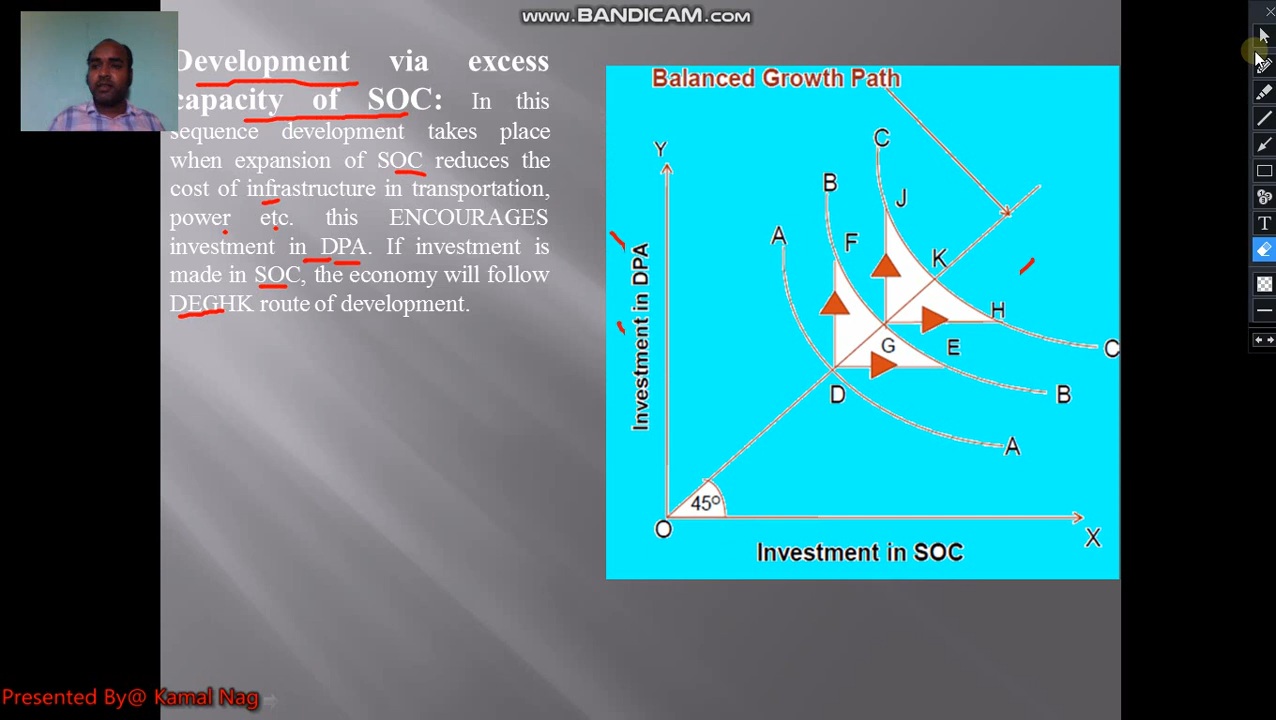 www.BANDICAM.com
Development via excess
capacity of SOC: In this
sequence development takes place
when expansion of SOC reduces the
cost of infrastructure in transportation,
power etc. this ENCOURAGES
investment in DPA. If investment is
made in SOC, the economy will follow
DEGHK route of development.
Balanced Growth Path
Y
C
B
J
A
F
K
H
G
E
C
D
B
A
Investment in DPA
45º
O
X
Investment in SOC
T
Presented By@ Kamal Nag